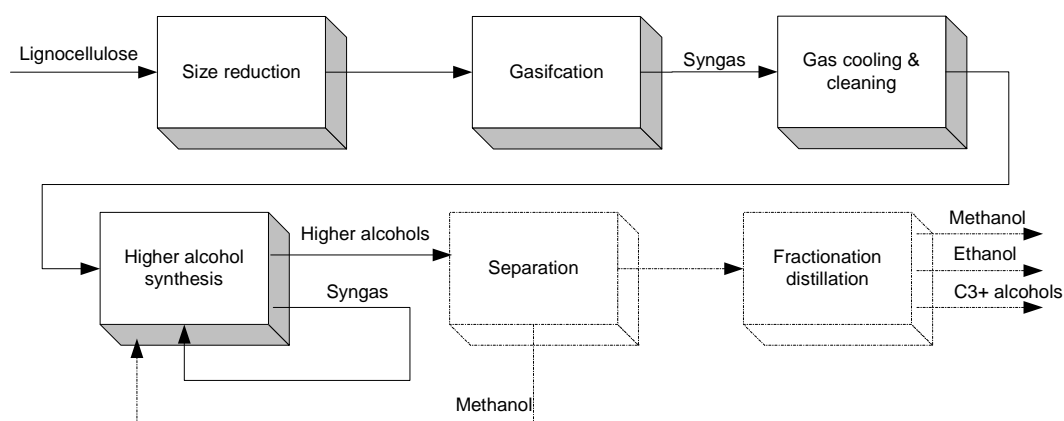 Lignocellulose
Size reduction
Gasifcation
Syngas
Gas cooling &
cleaning
Higher alcohol
synthesis
Higher alcohols
Syngas
Separation
Methanol
Fractionation
distillation
Methanol
Ethanol
C3+ alcohols